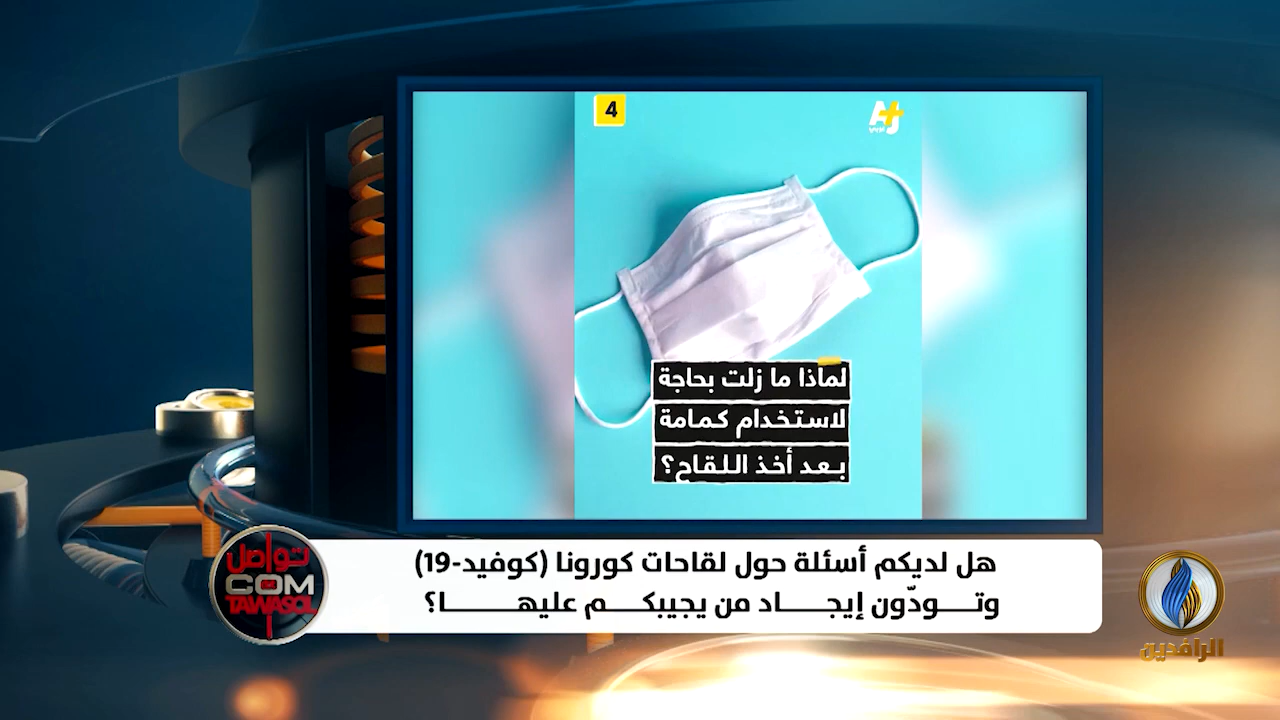 4
عربي
لماذا ما زلت بحاجة
لاستخدام كمامة
بعد أخذ اللقاح؟
هل لديكم أسئلة حول لقاحات كورونا (كوفيد-19)
وتودّون إيجاد من يجيبكم عليها؟
تواصل
COM
TAWASOL
الرافدين